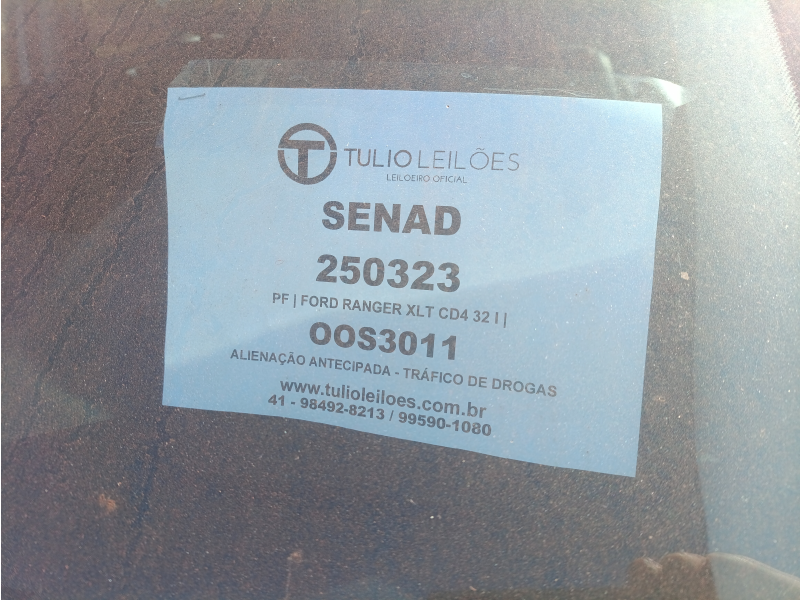 TULIO LEILÕES
LEILOEIRO OFICIAL
SENAD
250323
PF | FORD RANGER XLT CD4 32 I |
OOS3011
ALIENAÇÃO ANTECIPADA - TRÁFICO DE DROGAS
www.tulioleiloes.com.br
41 - 98492-8213 / 99590-1080